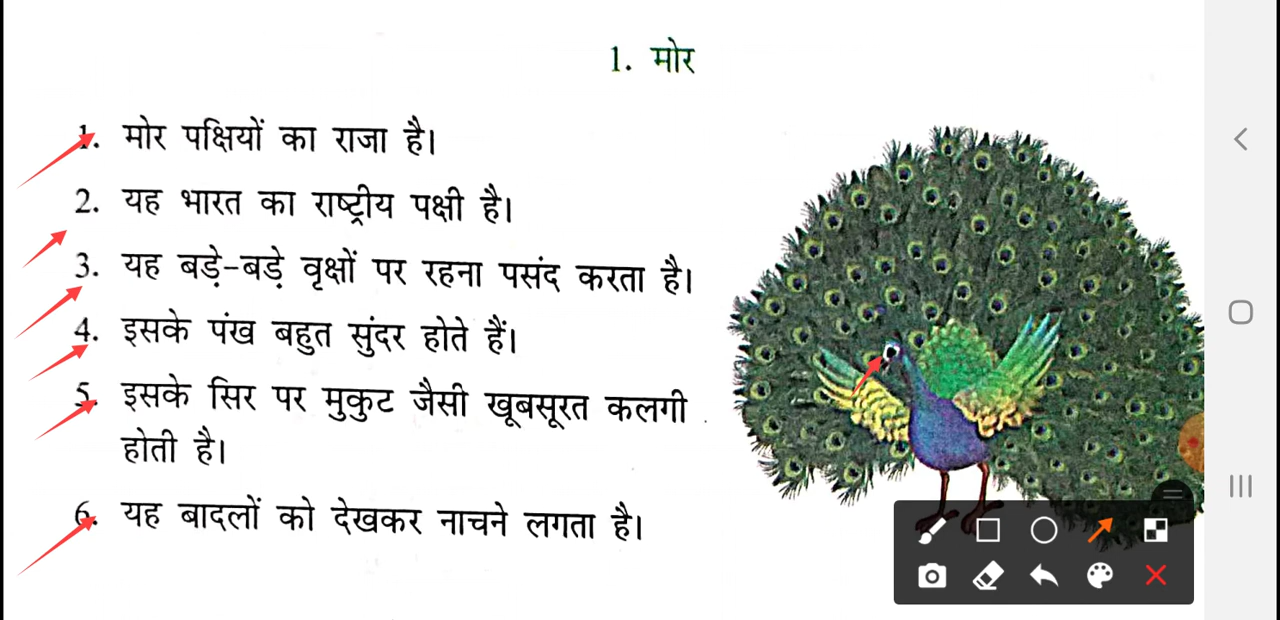 1. मोर
1. मोर पक्षियों का राजा है।
2. यह भारत का राष्ट्रीय पक्षी है।
3. यह बड़े-बड़े वृक्षों पर रहना पसंद करता है।
4. इसके पंख बहुत सुंदर होते हैं।
5. इसके सिर पर मुकुट जैसी खूबसूरत कलगी
होती है।
6. यह बादलों को देखकर नाचने लगता है।